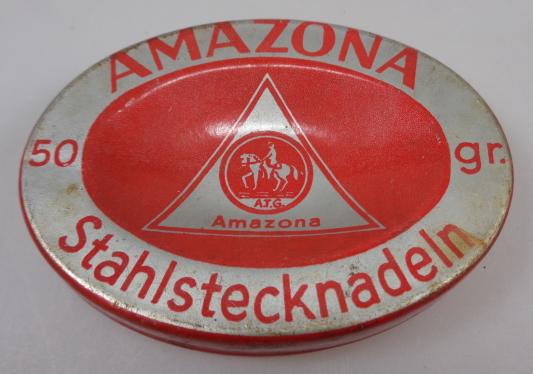 AMAZONA
50 gr.
A.T.G.
Amazona
Stahlstecknadeln